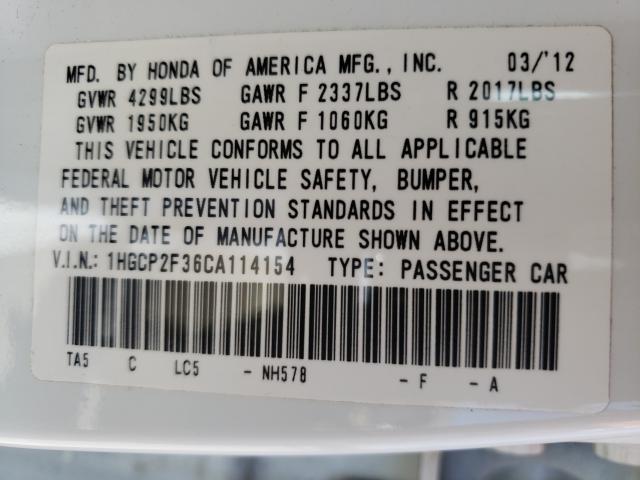 MFD. BY HONDA OF AMERICA MFG., INC. 03/'12
GVWR 4299LBS GAWR F 2337LBS R 2017LBS
GVWR 1950KG GAWR F 1060KG R 915KG
THIS VEHICLE CONFORMS TO ALL APPLICABLE
FEDERAL MOTOR VEHICLE SAFETY, BUMPER,
AND THEFT PREVENTION STANDARDS IN EFFECT
ON THE DATE OF MANUFACTURE SHOWN ABOVE.
V.I.N.: 1HGCP2F36CA114154 TYPE: PASSENGER CAR
TA5 C LC5 - NH578 - F - A